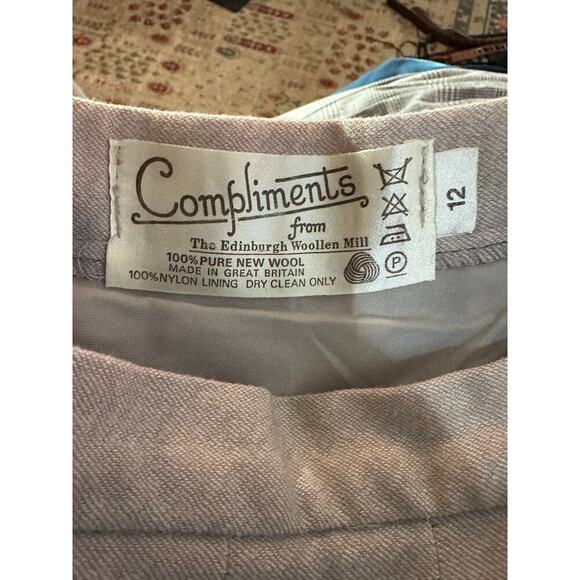 Compliments
from
The Edinburgh Woollen Mill
100% PURE NEW WOOL
MADE IN GREAT BRITAIN
100% NYLON LINING DRY CLEAN ONLY
P
12